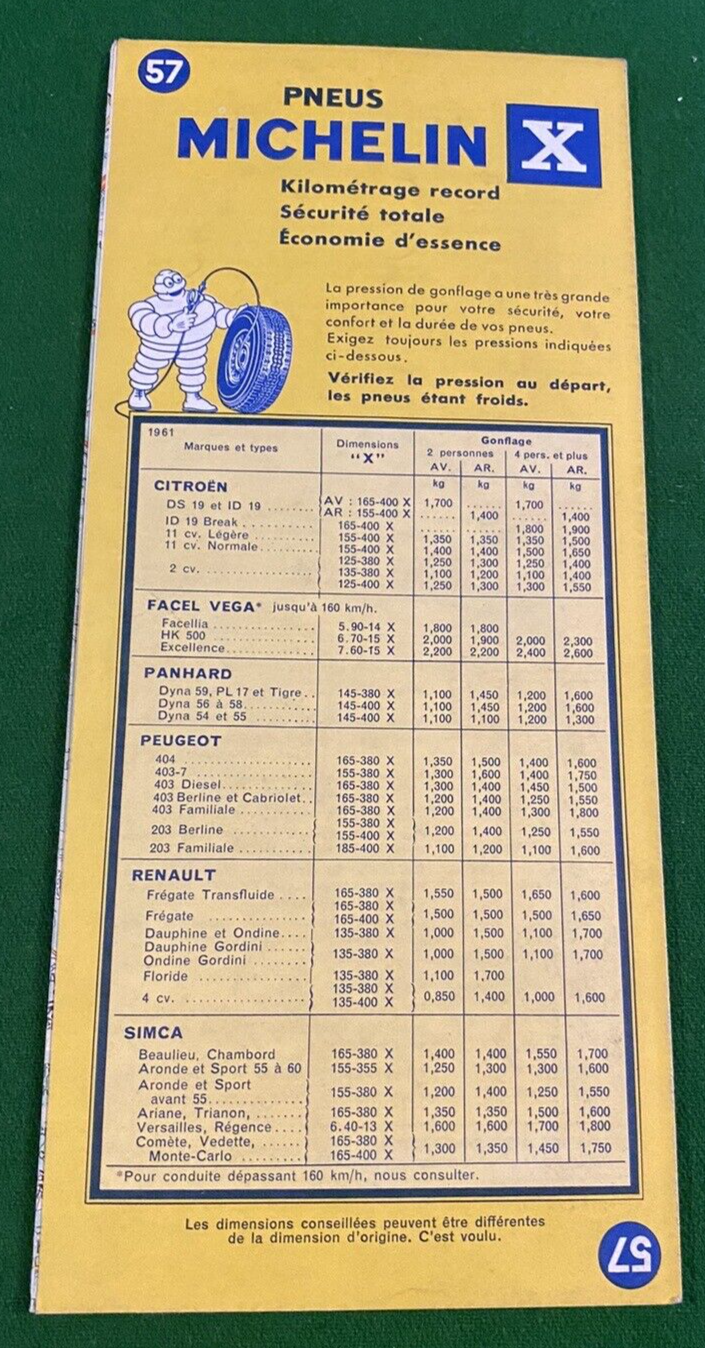 57
PNEUS
MICHELIN X
Kilométrage record
Sécurité totale
Économie d'essence
La pression de gonflage a une très grande
importance pour votre sécurité, votre
confort et la durée de vos pneus.
Exigez toujours les pressions indiquées
ci-dessous.
Vérifiez la pression au départ,
les pneus étant froids.
1961
Marques et types Dimensions "X" Gonflage
2 personnes 4 pers. et plus
AV. AR. AV. AR.
kg kg kg kg
CITROËN
DS 19 et ID 19 ....... AV : 165-400 X 1,700 ...... 1,700 ......
AR : 155-400 X ...... 1,400 ...... 1,400
ID 19 Break .......... 165-400 X ...... ...... 1,800 1,900
11 cv. Légère ......... 155-400 X 1,350 1,350 1,350 1,500
11 cv. Normale......... 155-400 X 1,400 1,400 1,500 1,650
2 cv. ................. 125-380 X 1,250 1,300 1,250 1,400
135-380 X 1,100 1,200 1,100 1,400
125-400 X 1,250 1,300 1,300 1,550
FACEL VEGA* jusqu'à 160 km/h.
Facellia .............. 5.90-14 X 1,800 1,800
HK 500 ............... 6.70-15 X 2,000 1,900 2,000 2,300
Excellence............. 7.60-15 X 2,200 2,200 2,400 2,600
PANHARD
Dyna 59, PL 17 et Tigre.. 145-380 X 1,100 1,450 1,200 1,600
Dyna 56 à 58........... 145-400 X 1,100 1,450 1,200 1,600
Dyna 54 et 55 ......... 145-400 X 1,100 1,100 1,200 1,300
PEUGEOT
404 .................... 165-380 X 1,350 1,500 1,400 1,600
403-7 .................. 155-380 X 1,300 1,600 1,400 1,750
403 Diesel.............. 165-380 X 1,300 1,400 1,450 1,500
403 Berline et Cabriolet.. 165-380 X 1,200 1,400 1,250 1,550
403 Familiale ........... 165-380 X 1,200 1,400 1,300 1,800
203 Berline ............ 155-380 X
155-400 X 1,200 1,400 1,250 1,550
203 Familiale ........... 185-400 X 1,100 1,200 1,100 1,600
RENAULT
Frégate Transfluide .... 165-380 X 1,550 1,500 1,650 1,600
Frégate .............. 165-380 X
165-400 X 1,500 1,500 1,500 1,650
Dauphine et Ondine.... 135-380 X 1,000 1,500 1,100 1,700
Dauphine Gordini ......
Ondine Gordini ........ 135-380 X 1,000 1,500 1,100 1,700
Floride ................ 135-380 X 1,100 1,700
4 cv. .................. 135-380 X
135-400 X 0,850 1,400 1,000 1,600
SIMCA
Beaulieu, Chambord 165-380 X 1,400 1,400 1,550 1,700
Aronde et Sport 55 à 60 155-355 X 1,250 1,300 1,300 1,600
Aronde et Sport
avant 55.............. 155-380 X 1,200 1,400 1,250 1,550
Ariane, Trianon, ....... 165-380 X 1,350 1,350 1,500 1,600
Versailles, Régence.... 6.40-13 X 1,600 1,600 1,700 1,800
Comète, Vedette, ...... 165-380 X
Monte-Carlo ......... 165-400 X 1,300 1,350 1,450 1,750
*Pour conduite dépassant 160 km/h, nous consulter.
Les dimensions conseillées peuvent être différentes
de la dimension d'origine. C'est voulu.
57